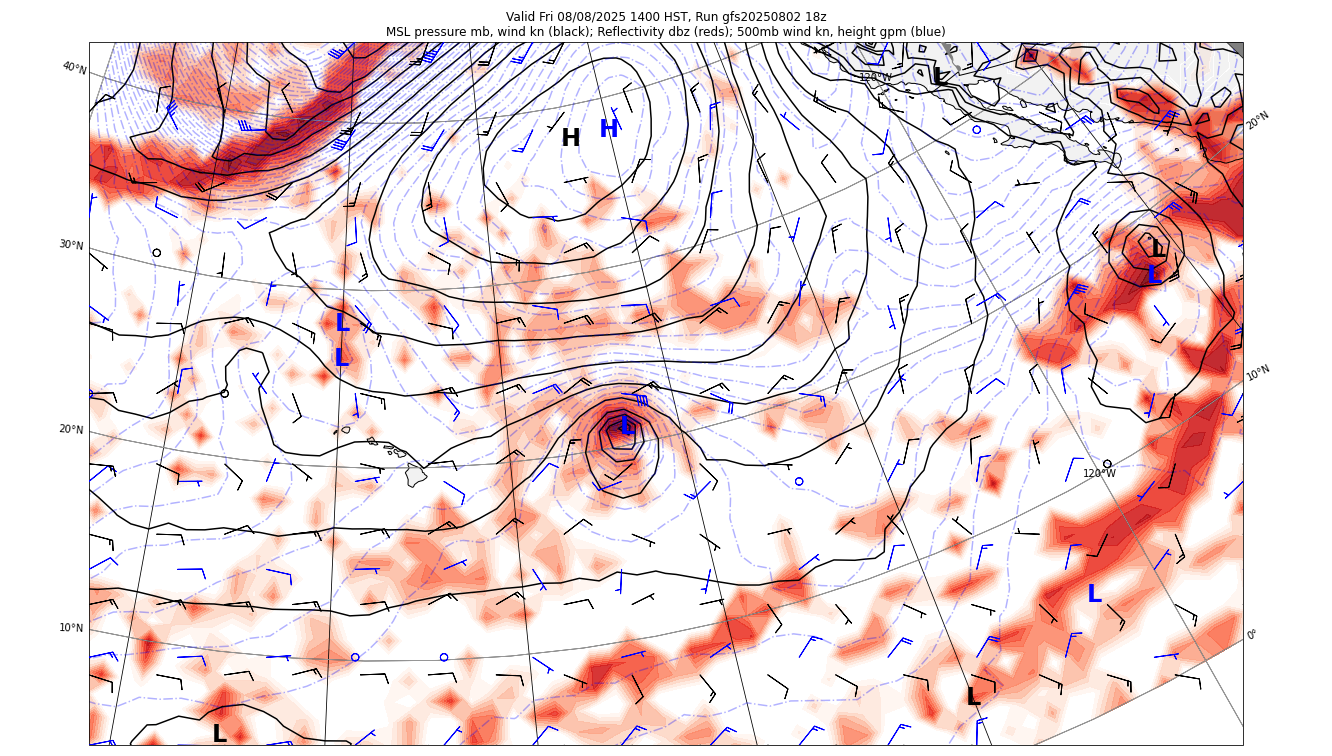 Valid Fri 08/08/2025 1400 HST, Run gfs20250802 18z
MSL pressure mb, wind kn (black); Reflectivity dbz (reds); 500mb wind kn, height gpm (blue)
40°N
120°W
L
20°N
H
H
30°N
L
L
L
L
10°N
20°N
L
120°W
L
10°N
0°
L
L